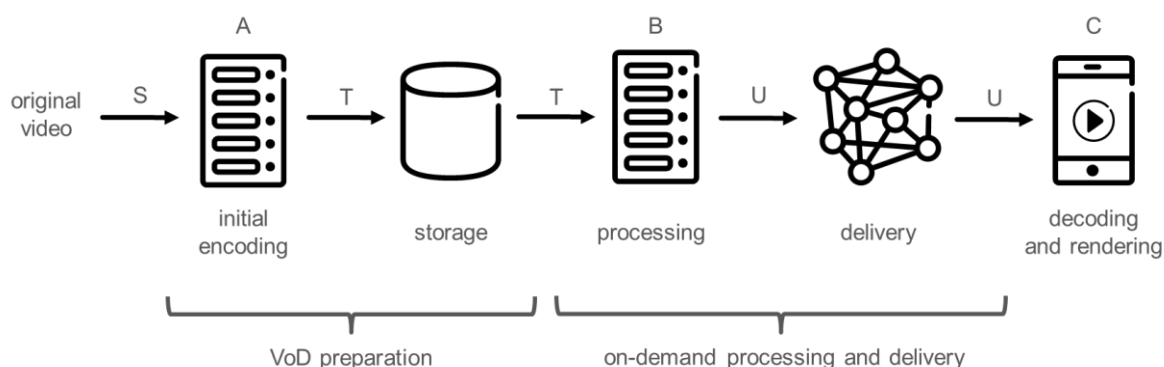 A
B
C
original
video
S
T
T
U
U
initial
encoding
storage
processing
delivery
decoding
and rendering
VoD preparation
on-demand processing and delivery